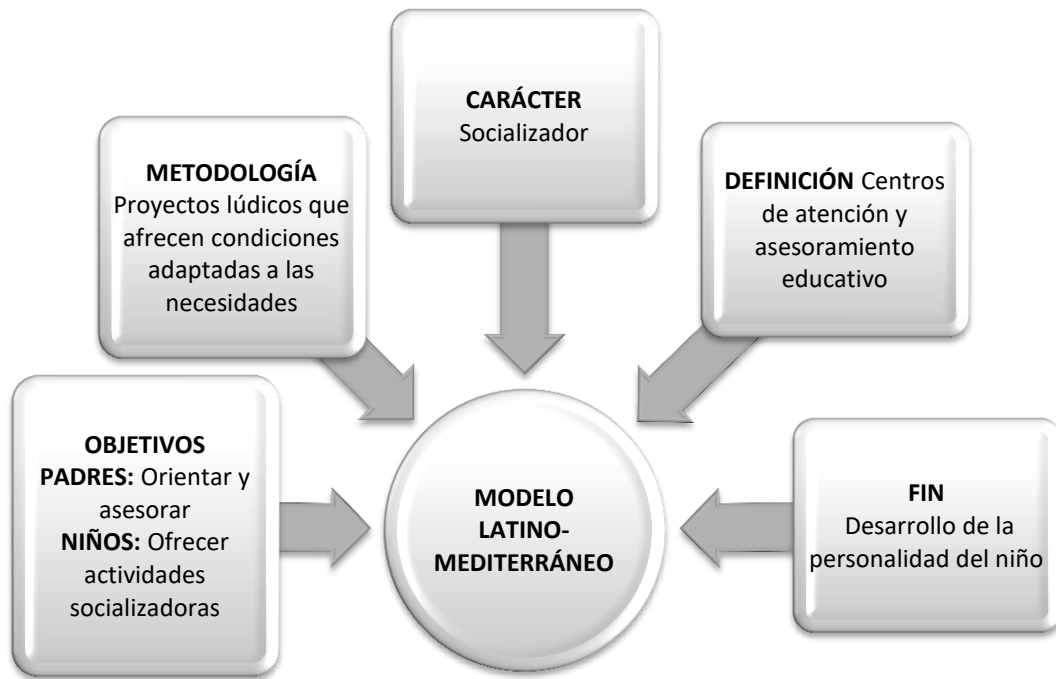 CARÁCTER
Socializador
METODOLOGÍA
Proyectos lúdicos que
afrecen condiciones
adaptadas a las
necesidades
DEFINICIÓN Centros
de atención y
asesoramiento
educativo
OBJETIVOS
PADRES: Orientar y
asesorar
NIÑOS: Ofrecer
actividades
socializadoras
MODELO
LATINO-
MEDITERRÁNEO
FIN
Desarrollo de la
personalidad del niño